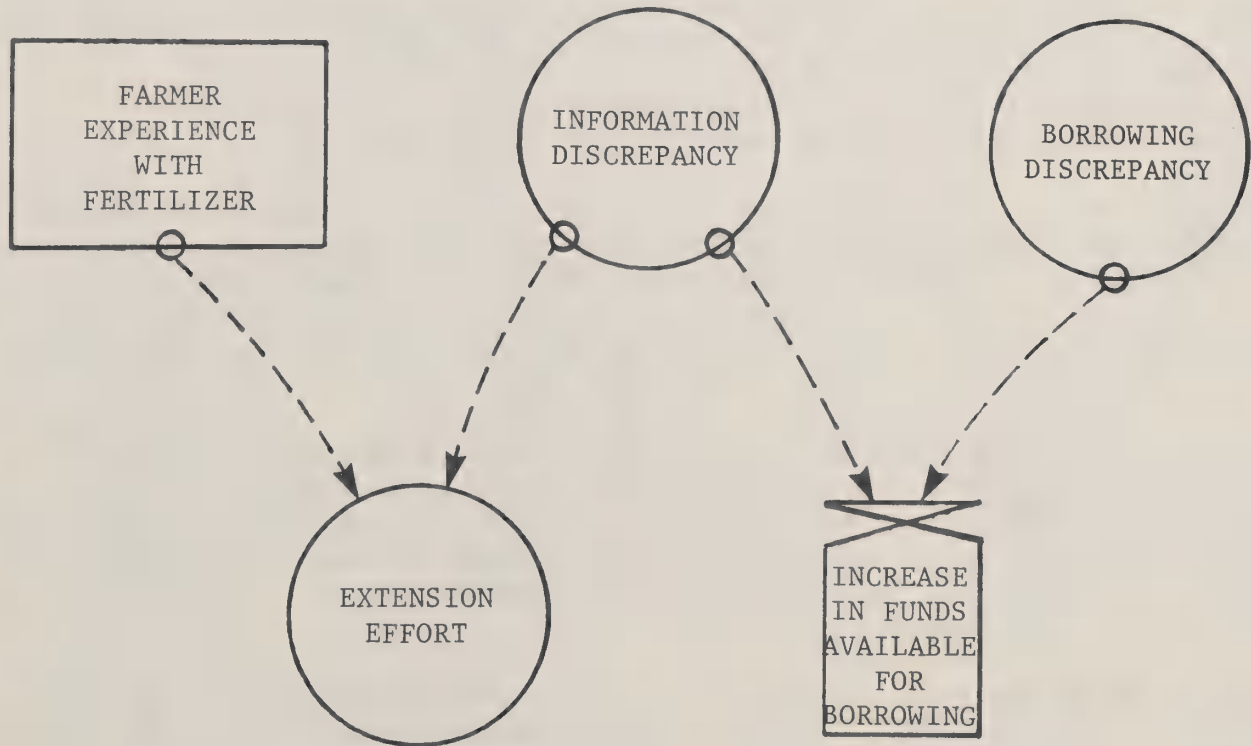 FARMER
EXPERIENCE
WITH
FERTILIZER
INFORMATION
DISCREPANCY
BORROWING
DISCREPANCY
EXTENSION
EFFORT
INCREASE
IN FUNDS
AVAILABLE
FOR
BORROWING